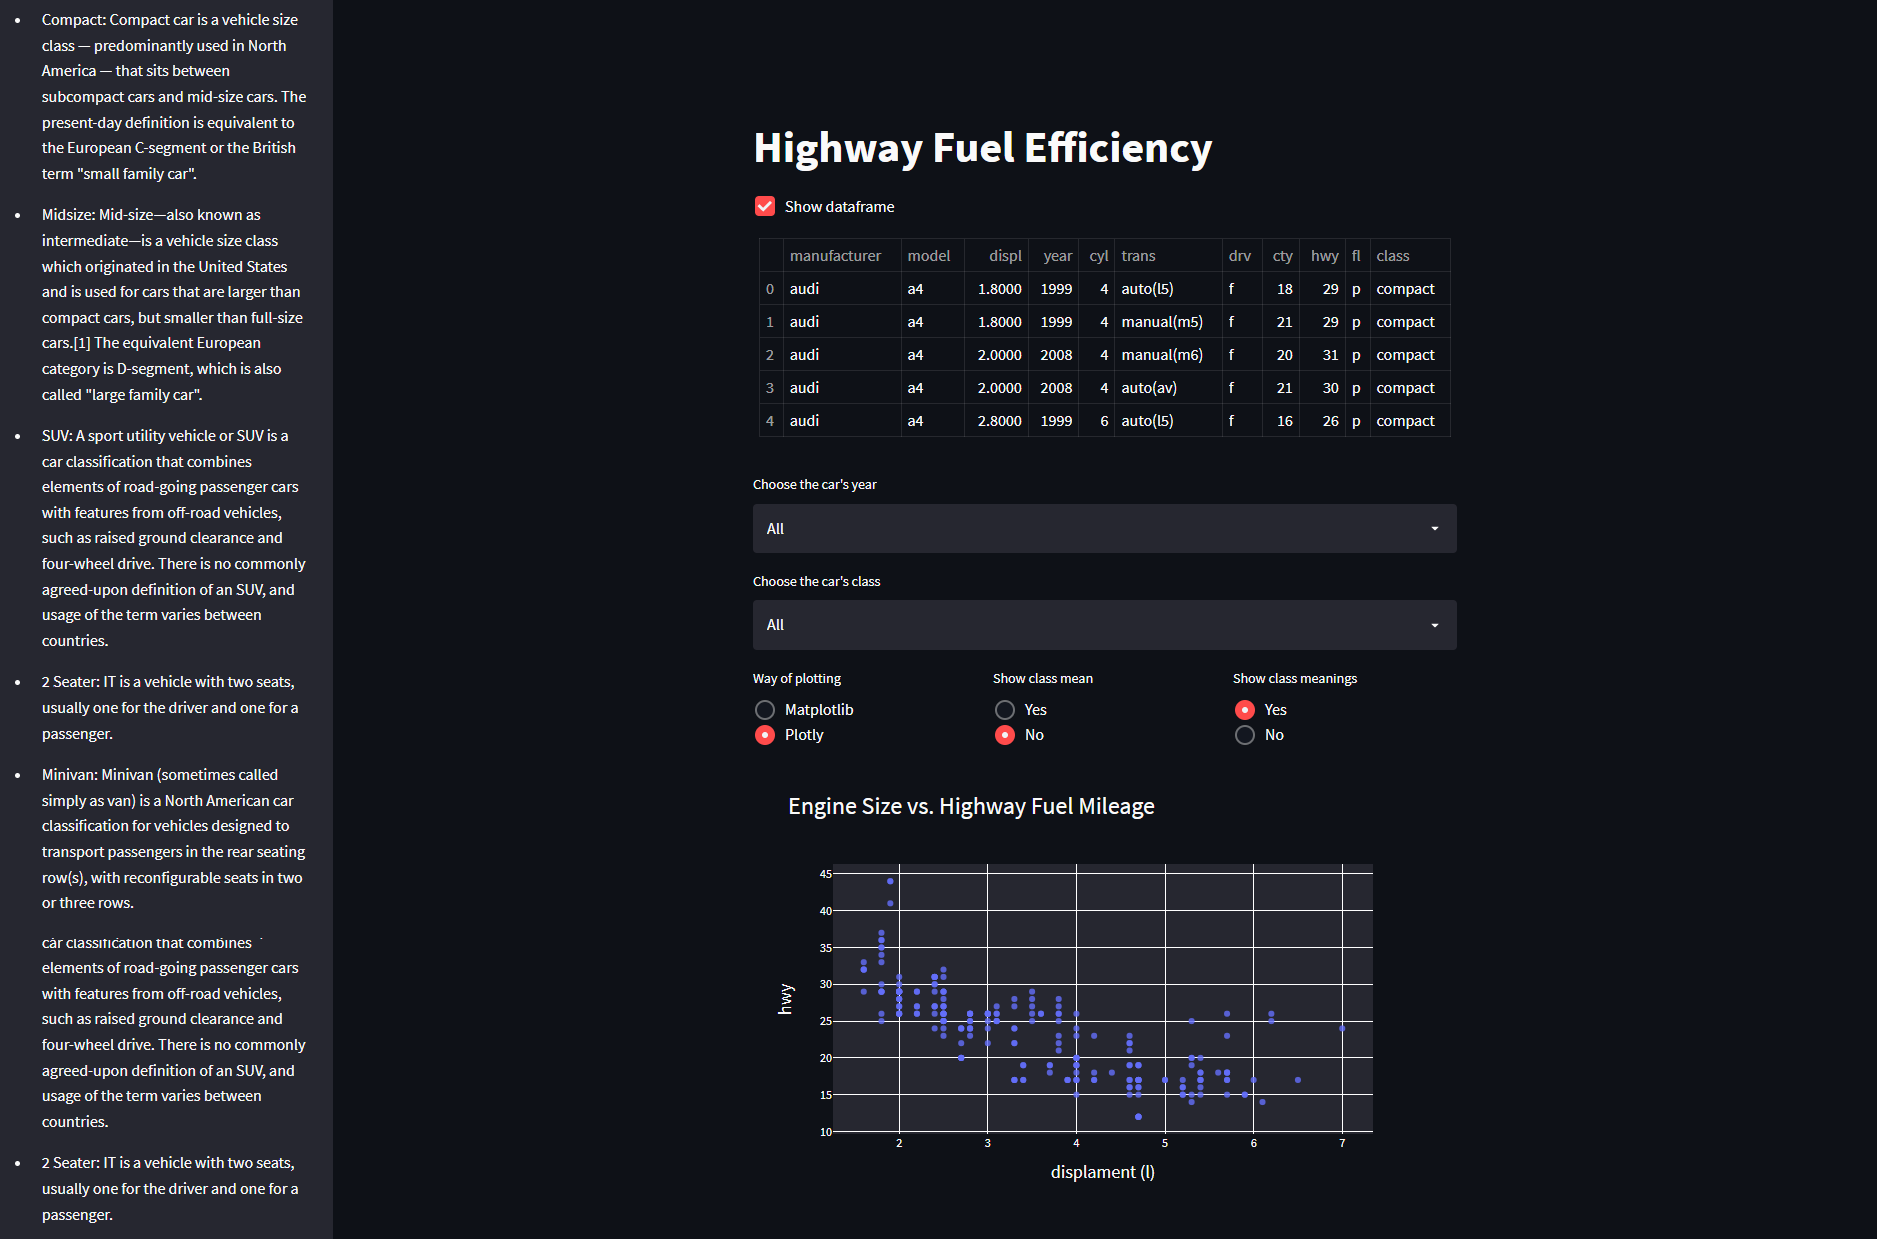 • Compact: Compact car is a vehicle size
class — predominantly used in North
America — that sits between
subcompact cars and mid-size cars. The
present-day definition is equivalent to
the European C-segment or the British
term "small family car".
• Midsize: Mid-size—also known as
intermediate—is a vehicle size class
which originated in the United States
and is used for cars that are larger than
compact cars, but smaller than full-size
cars.[1] The equivalent European
category is D-segment, which is also
called "large family car".
• SUV: A sport utility vehicle or SUV is a
car classification that combines
elements of road-going passenger cars
with features from off-road vehicles,
such as raised ground clearance and
four-wheel drive. There is no commonly
agreed-upon definition of an SUV, and
usage of the term varies between
countries.
• 2 Seater: IT is a vehicle with two seats,
usually one for the driver and one for a
passenger.
• Minivan: Minivan (sometimes called
simply as van) is a North American car
classification for vehicles designed to
transport passengers in the rear seating
row(s), with reconfigurable seats in two
or three rows.
car classification that combines
elements of road-going passenger cars
with features from off-road vehicles,
such as raised ground clearance and
four-wheel drive. There is no commonly
agreed-upon definition of an SUV, and
usage of the term varies between
countries.
• 2 Seater: IT is a vehicle with two seats,
usually one for the driver and one for a
passenger.
Highway Fuel Efficiency
Show dataframe
manufacturer model displ year cyl trans drv cty hwy fl class
0 audi a4 1.8000 1999 4 auto(l5) f 18 29 p compact
1 audi a4 1.8000 1999 4 manual(m5) f 21 29 p compact
2 audi a4 2.0000 2008 4 manual(m6) f 20 31 p compact
3 audi a4 2.0000 2008 4 auto(av) f 21 30 p compact
4 audi a4 2.8000 1999 6 auto(l5) f 16 26 p compact
Choose the car's year
All
Choose the car's class
All
Way of plotting Show class mean Show class meanings
Matplotlib Yes Yes
Plotly No No
Engine Size vs. Highway Fuel Mileage
45
40
35
30
25
20
15
10
hwy
2 3 4 5 6 7
displament (l)